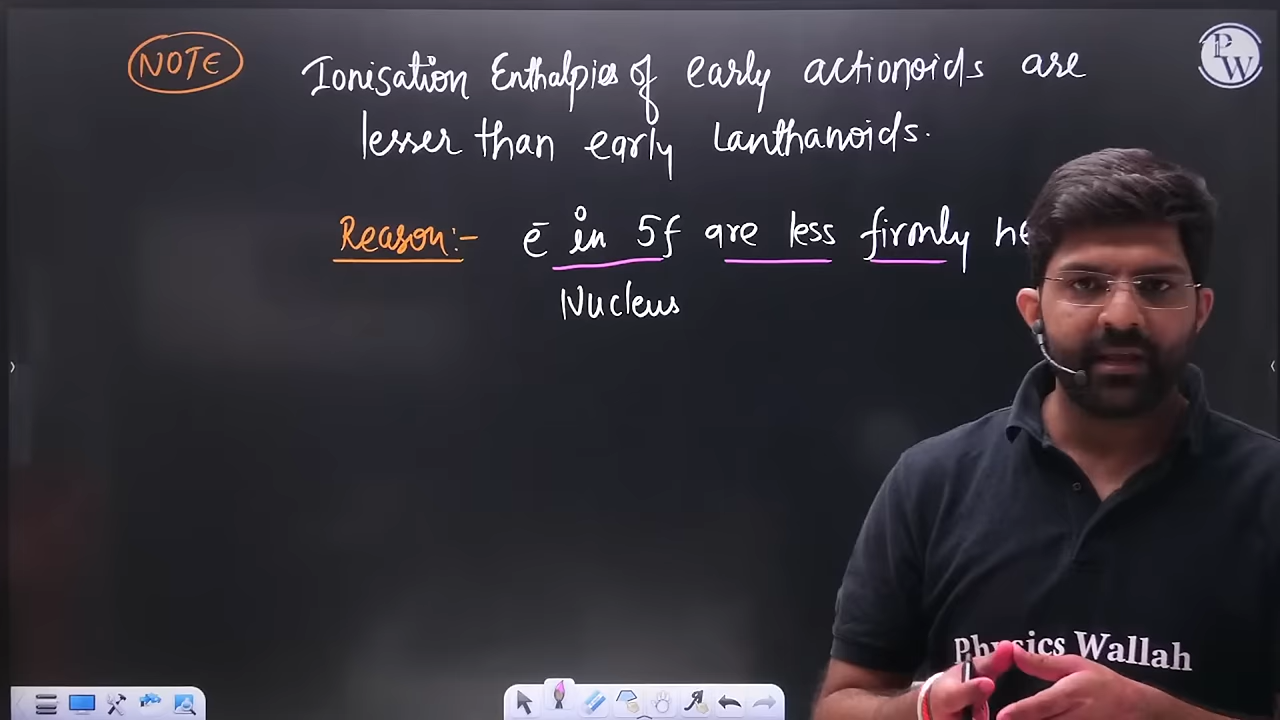 NOTE Ionisation Enthalpies of early actionoids are
lesser than early Lanthanoids.
Reason:- ē in 5f are less firmly
Nucleus
PW
Physics Wallah